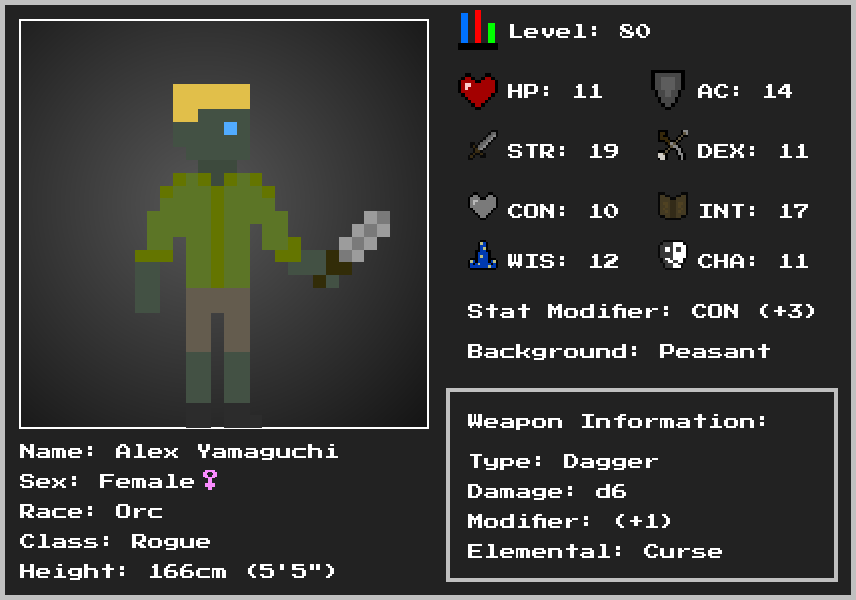 Level: 80
HP: 11 AC: 14
STR: 19 DEX: 11
CON: 10 INT: 17
WIS: 12 CHA: 11
Stat Modifier: CON (+3)
Background: Peasant
Weapon Information:
Type: Dagger
Damage: d6
Modifier: (+1)
Elemental: Curse
Name: Alex Yamaguchi
Sex: Female♀
Race: Orc
Class: Rogue
Height: 166cm (5'5")